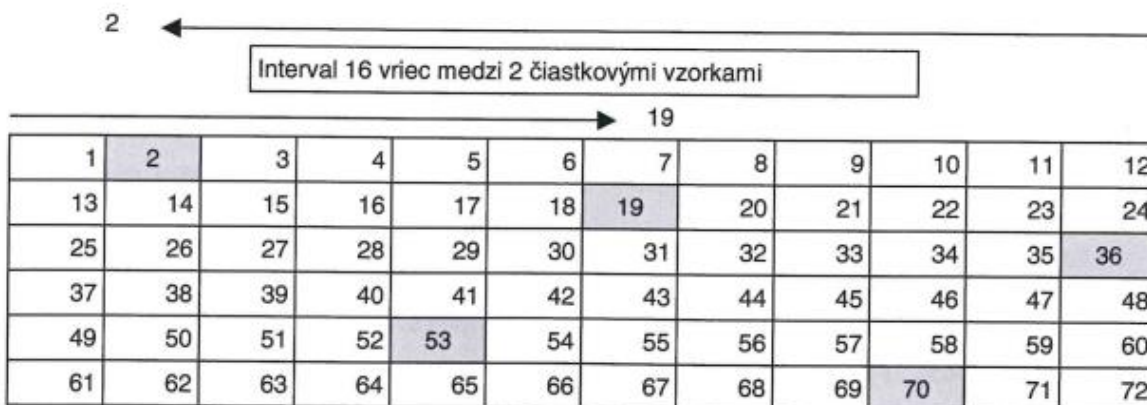 2
Interval 16 vriec medzi 2 čiastkovými vzorkami
19
1 2 3 4 5 6 7 8 9 10 11 12
13 14 15 16 17 18 19 20 21 22 23 24
25 26 27 28 29 30 31 32 33 34 35 36
37 38 39 40 41 42 43 44 45 46 47 48
49 50 51 52 53 54 55 56 57 58 59 60
61 62 63 64 65 66 67 68 69 70 71 72